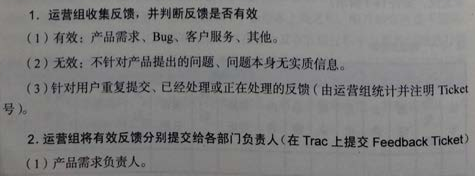 1. 运营组收集反馈，并判断反馈是否有效
（1）有效：产品需求、Bug、客户服务、其他。
（2）无效：不针对产品提出的问题、问题本身无实质信息。
（3）针对用户重复提交、已经处理或正在处理的反馈（由运营组统计并注明 Ticket
号）。
2. 运营组将有效反馈分别提交给各部门负责人（在 Trac 上提交 Feedback Ticket）
（1）产品需求负责人。